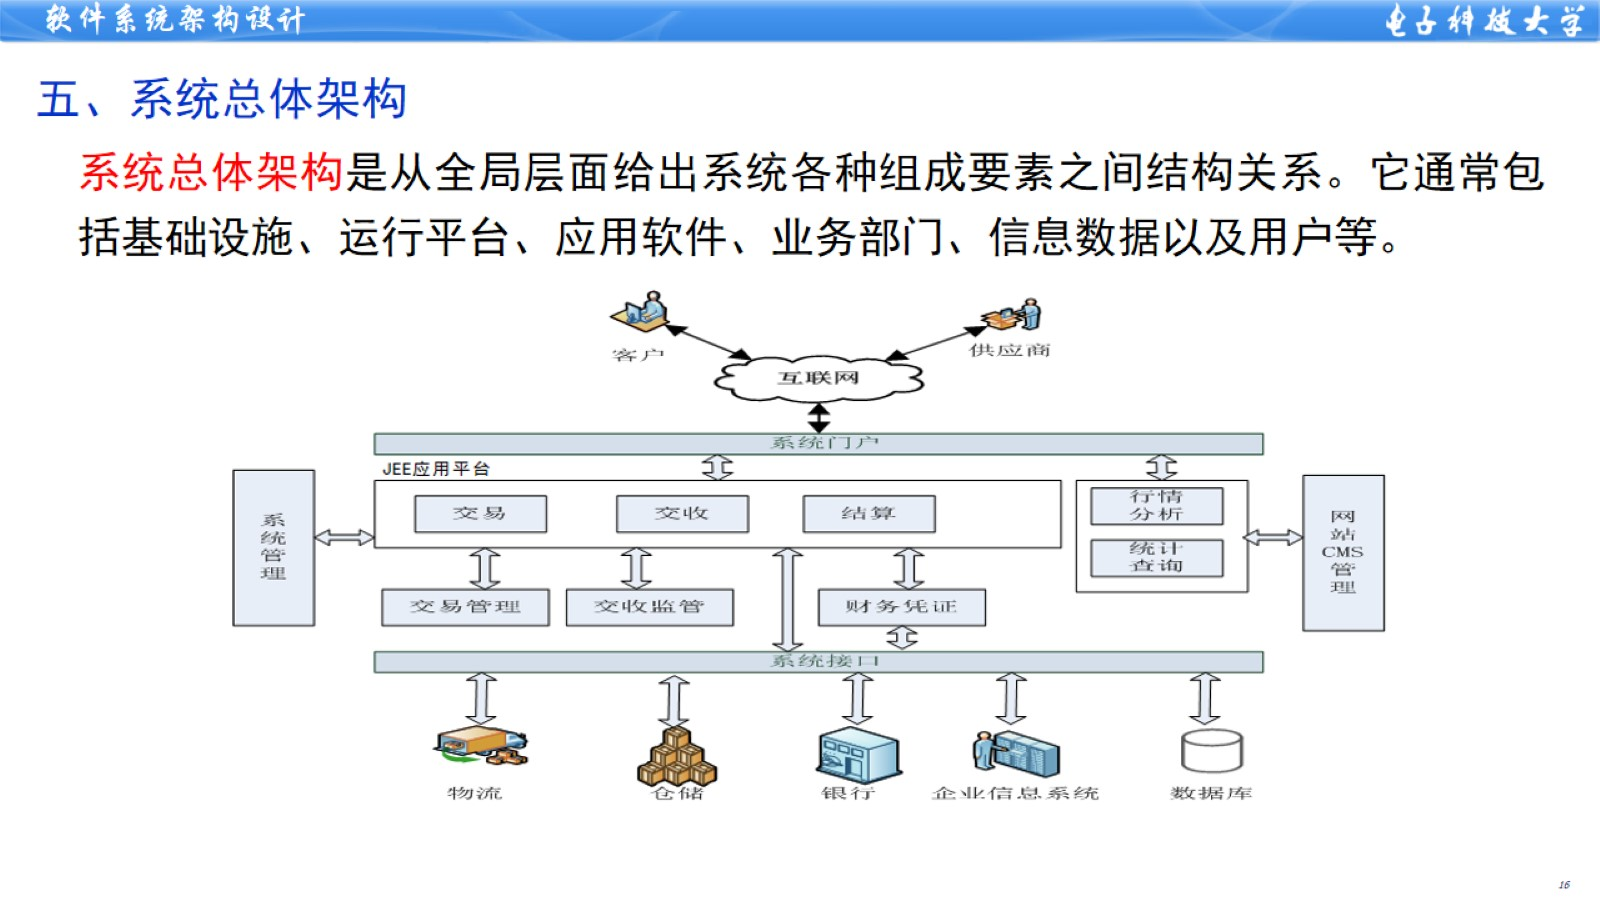 软件系统架构设计
电子科技大学
五、系统总体架构
系统总体架构是从全局层面给出系统各种组成要素之间结构关系。它通常包
括基础设施、运行平台、应用软件、业务部门、信息数据以及用户等。
客户
供应商
互联网
系统门户
JEE应用平台
系统管理
交易
交收
结算
行情
分析
统计
查询
网站CMS管理
交易管理
交收监管
财务凭证
系统接口
物流
仓储
银行
企业信息系统
数据库
16